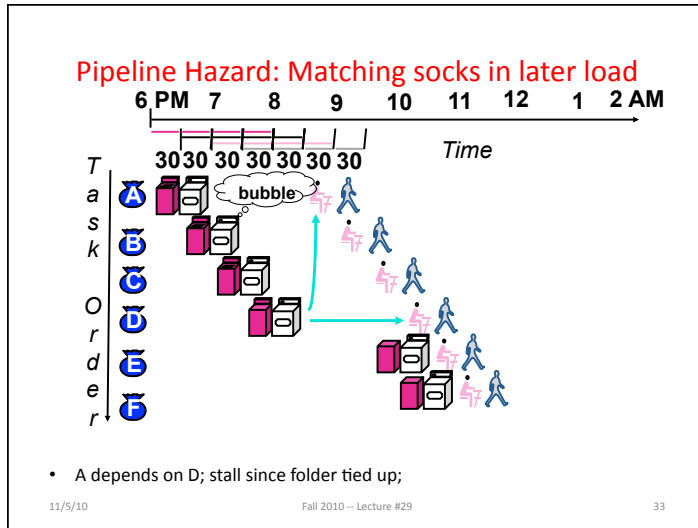 Pipeline Hazard: Matching socks in later load
6 PM 7 8 9 10 11 12 1 2 AM
30 30 30 30 30 30 30
Time
Task Order
bubble
A
B
C
D
E
F
• A depends on D; stall since folder tied up;
11/5/10 Fall 2010 -- Lecture #29 33